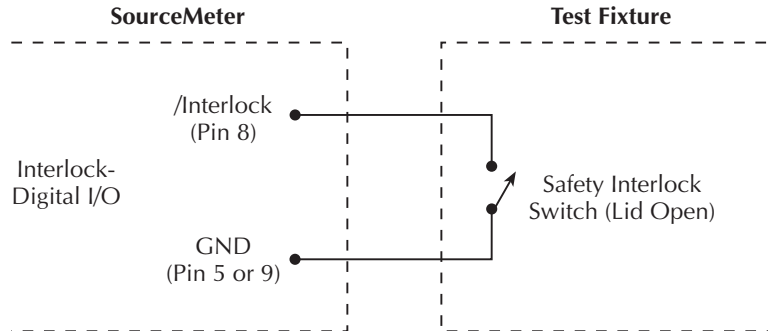 SourceMeter
Test Fixture
/Interlock
(Pin 8)
Interlock-
Digital I/O
Safety Interlock
Switch (Lid Open)
GND
(Pin 5 or 9)